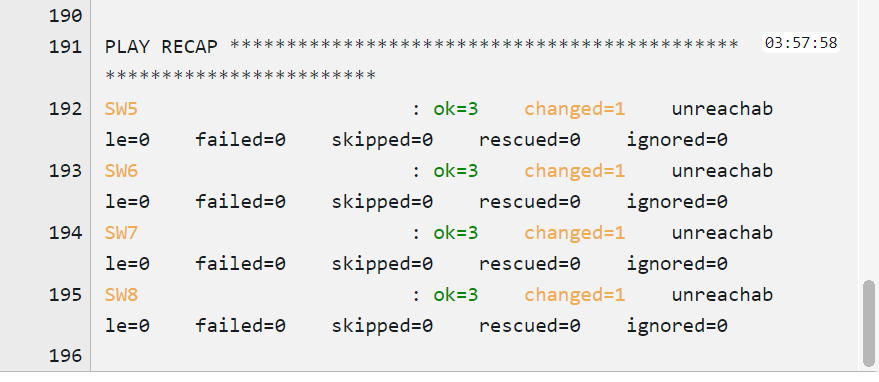 190
191 PLAY RECAP ********************************************* 03:57:58
************************
192 SW5 : ok=3 changed=1 unreachab
le=0 failed=0 skipped=0 rescued=0 ignored=0
193 SW6 : ok=3 changed=1 unreachab
le=0 failed=0 skipped=0 rescued=0 ignored=0
194 SW7 : ok=3 changed=1 unreachab
le=0 failed=0 skipped=0 rescued=0 ignored=0
195 SW8 : ok=3 changed=1 unreachab
le=0 failed=0 skipped=0 rescued=0 ignored=0
196